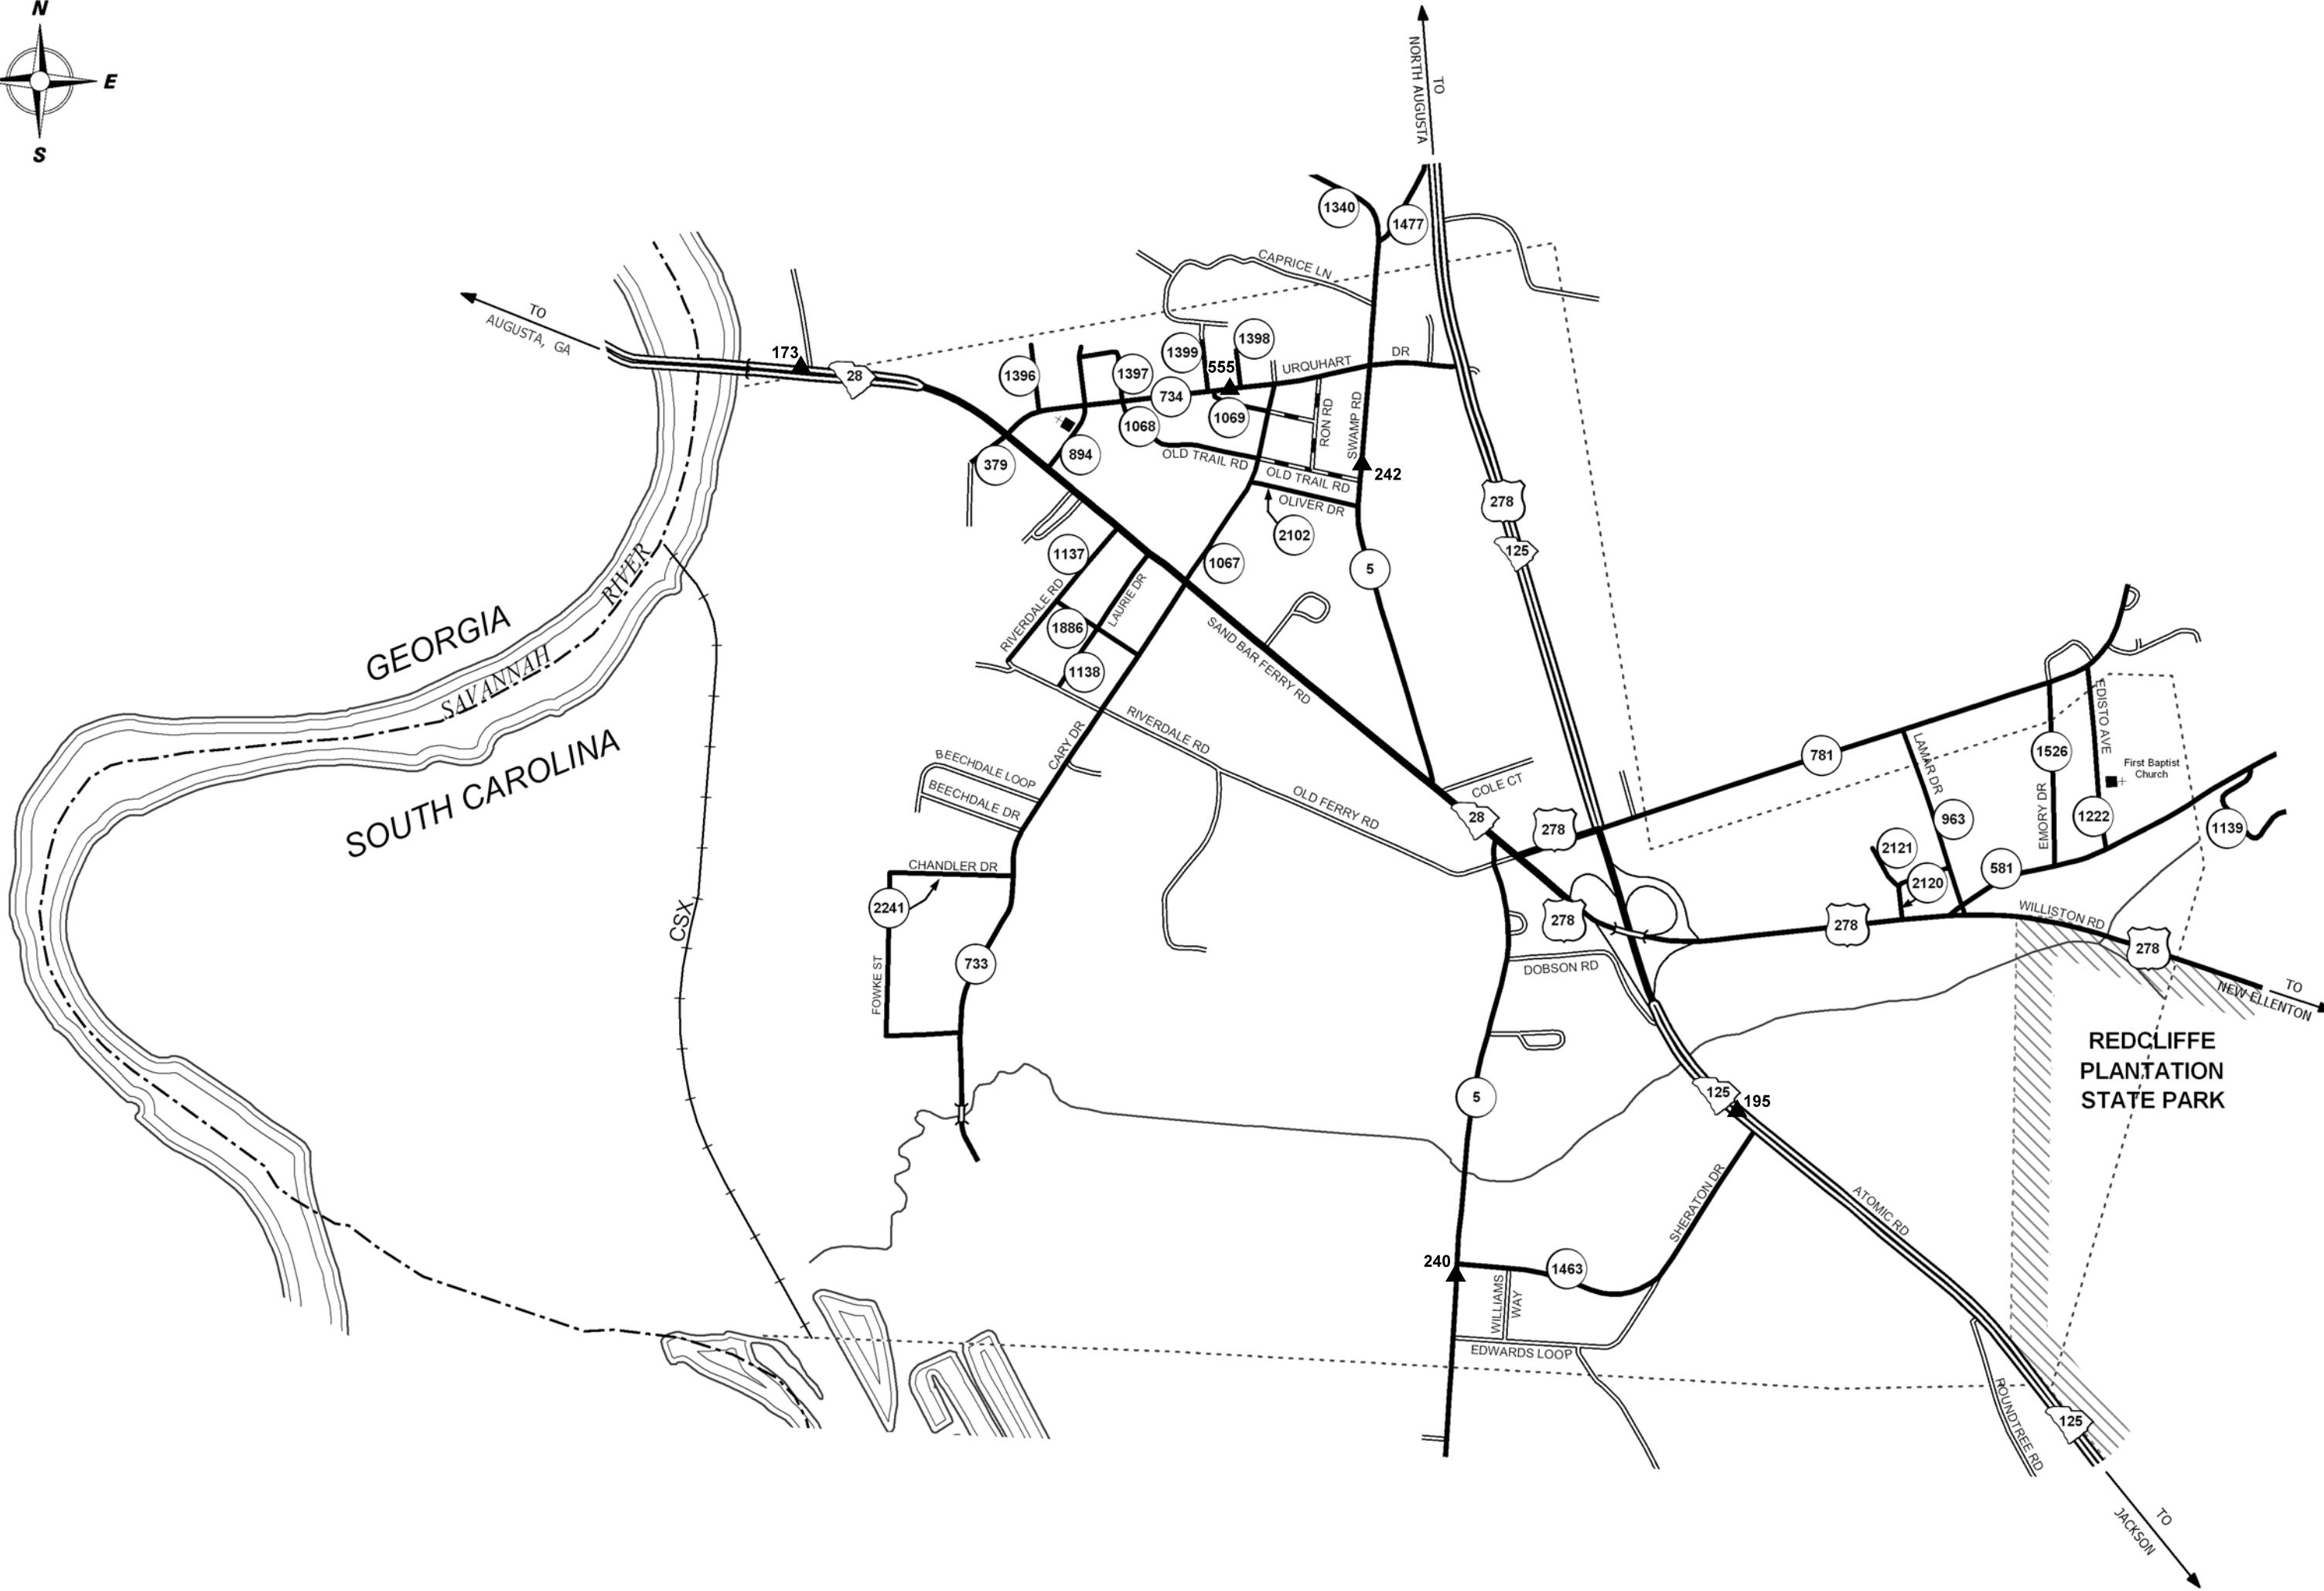 N
E
S
TO
NORTH AUGUSTA
1340
1477
CAPRICE LN
TO
AUGUSTA, GA
173
28
1396
1397
1399
1398
555
URQUHART
DR
734
1068
1069
RON RD
SWAMP RD
379
894
OLD TRAIL RD
OLD TRAIL RD
242
OLIVER DR
2102
278
125
1137
1067
5
RIVERDALE RD
1886
LAURIE DR
1138
SAND BAR FERRY RD
GEORGIA
SAVANNAH
RIVER
SOUTH CAROLINA
RIVERDALE RD
CARY DR
BEECHDALE LOOP
BEECHDALE DR
OLD FERRY RD
COLE CT
28
278
781
LAMAR DR
963
1526
EDISTO AVE
First Baptist
Church
EMORY DR
1222
1139
2121
2120
581
CHANDLER DR
2241
CSX
FOWKE ST
733
278
278
WILLISTON RD
278
DOBSON RD
TO
NEW ELLENTON
REDCLIFFE
PLANTATION
STATE PARK
5
125
195
SHERATON DR
ATOMIC RD
240
1463
WILLIAMS
WAY
EDWARDS LOOP
ROUNDTREE RD
125
TO
JACKSON